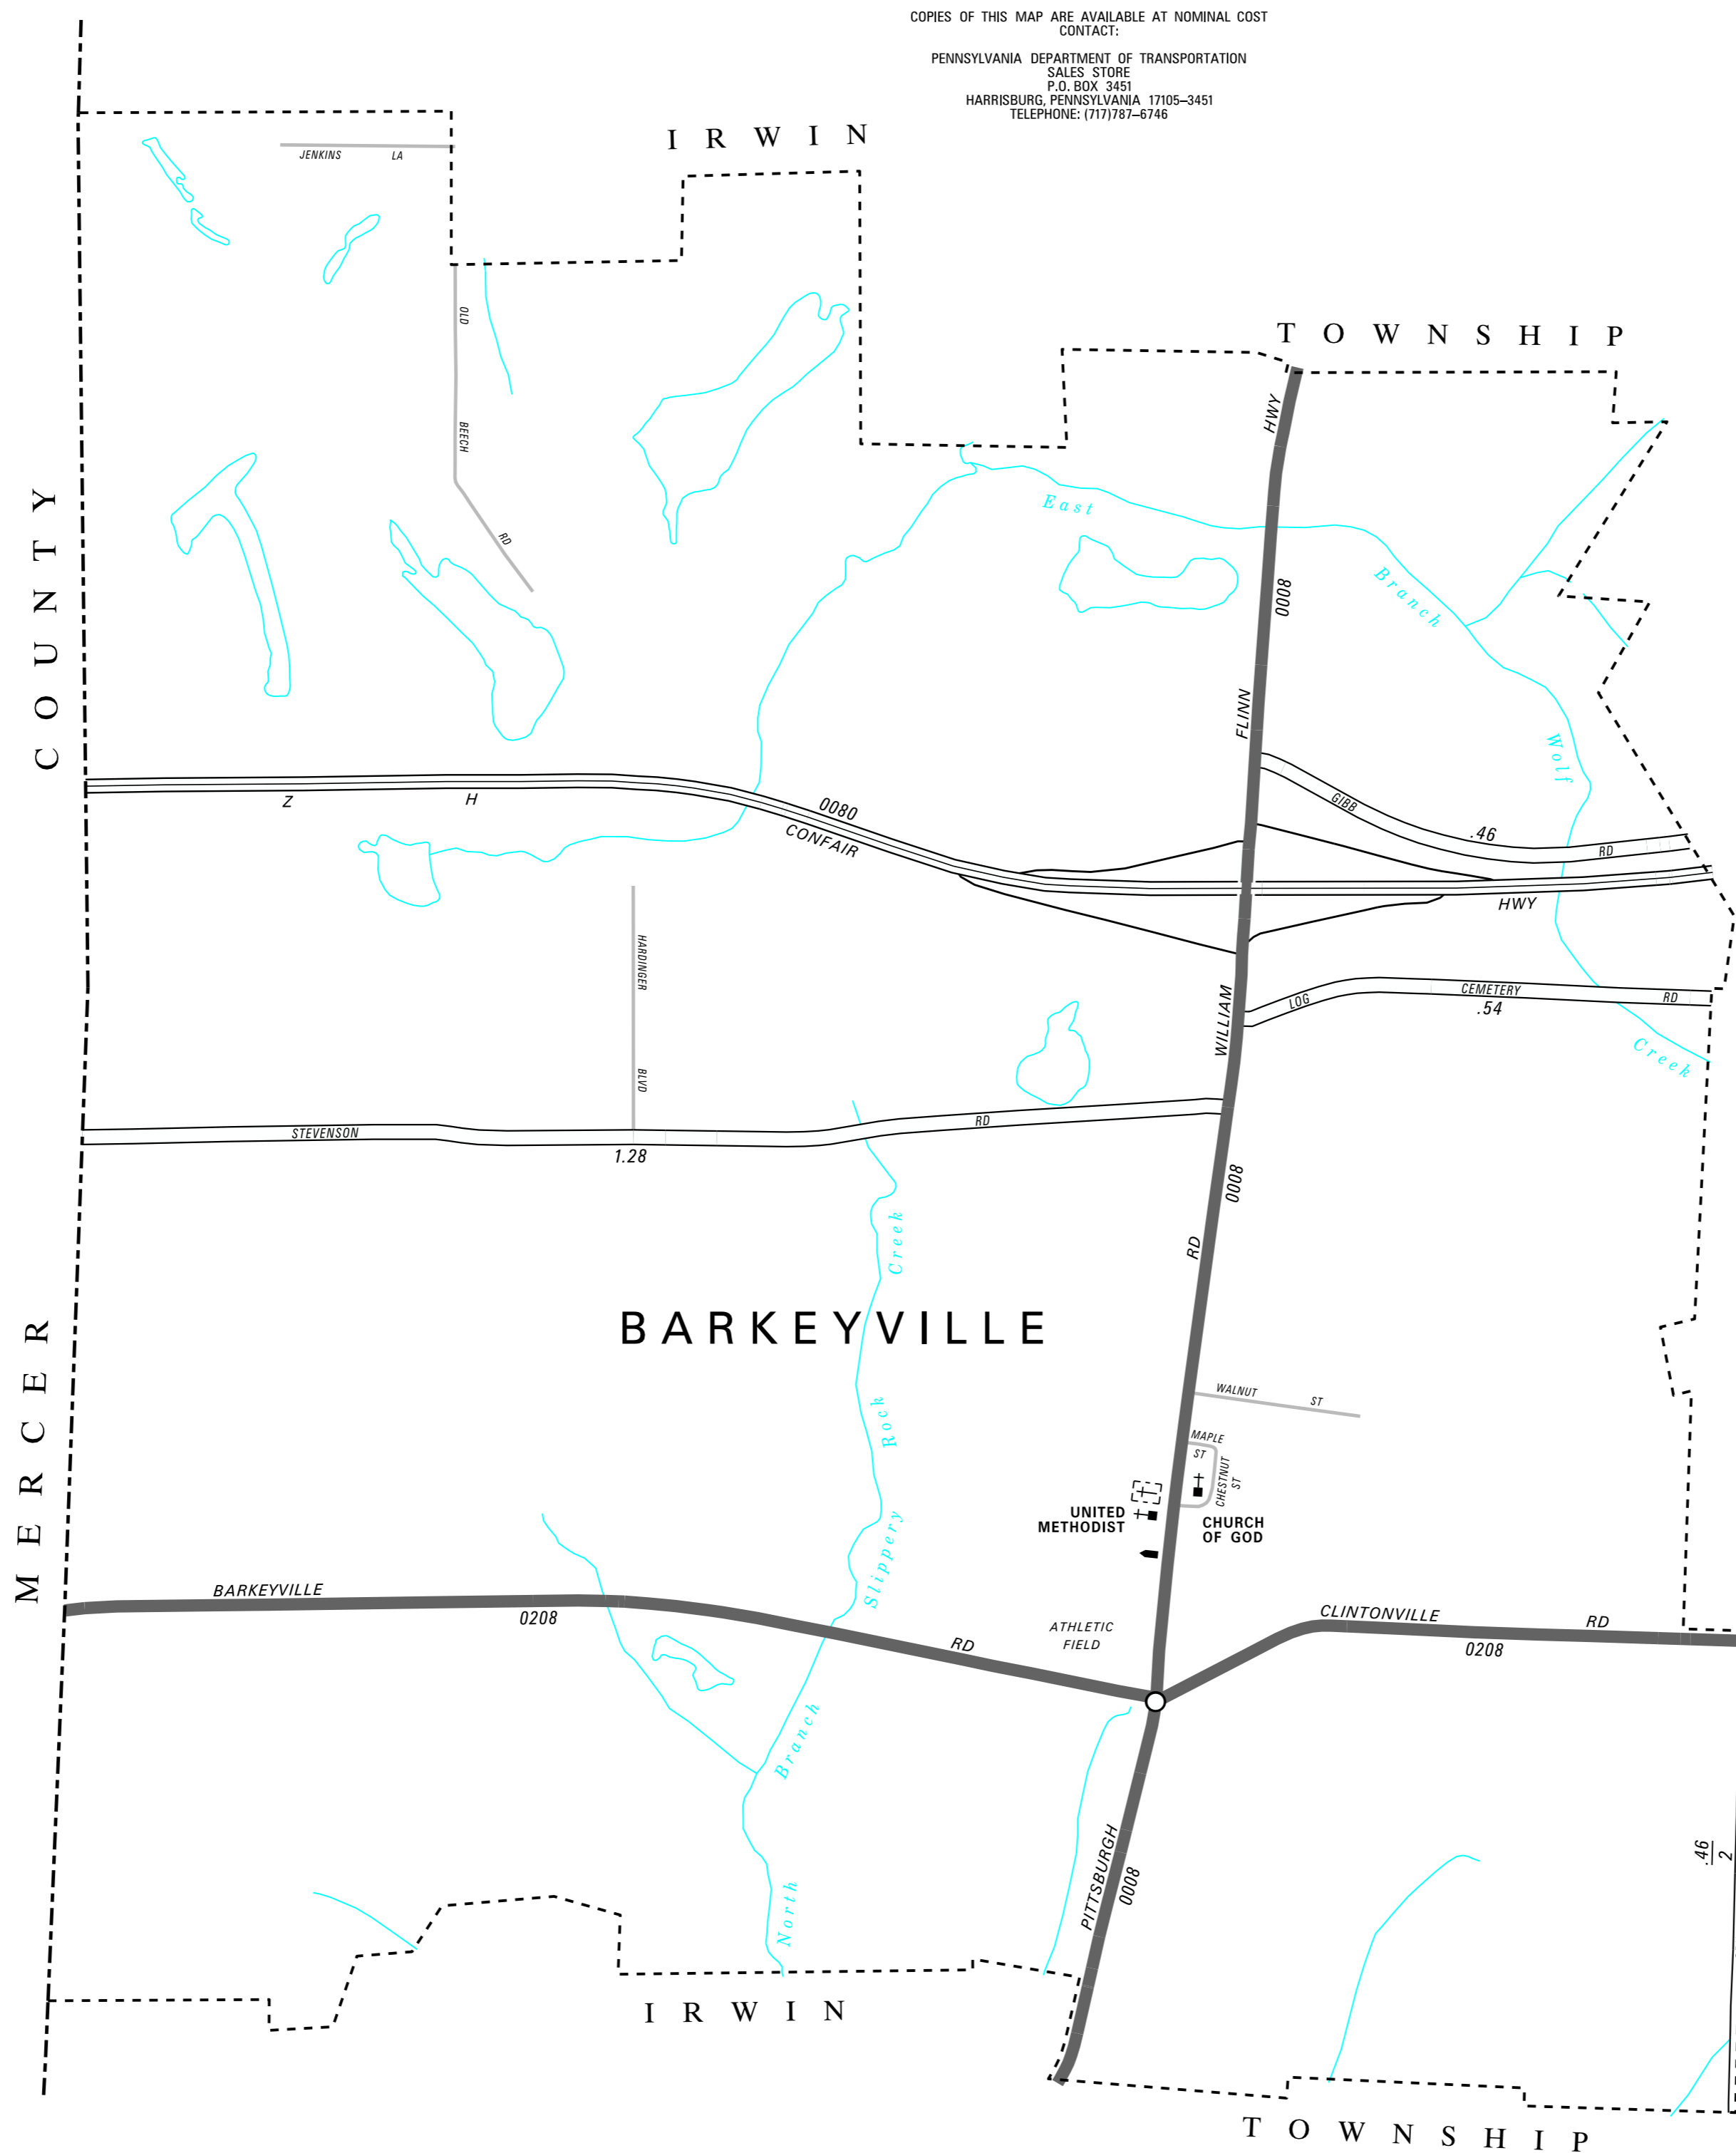 COPIES OF THIS MAP ARE AVAILABLE AT NOMINAL COST
CONTACT:
PENNSYLVANIA DEPARTMENT OF TRANSPORTATION
SALES STORE
P.O. BOX 3451
HARRISBURG, PENNSYLVANIA 17105–3451
TELEPHONE: (717)787–6746
IRWIN
JENKINS LA
TOWNSHIP
OLD BEECH RD
HWY
East Branch Wolf Creek
COUNTY
0008
FLINN
Z H
0080
CONFAIR
GIBB RD
.46
HWY
HARDINGER BLVD
WILLIAM
LOG CEMETERY RD
.54
STEVENSON RD
1.28
0008
RD
Creek
BARKEYVILLE
MERCER
Rock
WALNUT ST
MAPLE
ST
CHESTNUT
ST
UNITED
METHODIST
CHURCH
OF GOD
Slippery
BARKEYVILLE RD
0208
ATHLETIC
FIELD
CLINTONVILLE RD
0208
Branch
PITTSBURGH
0008
.46
2
North
IRWIN
TOWNSHIP